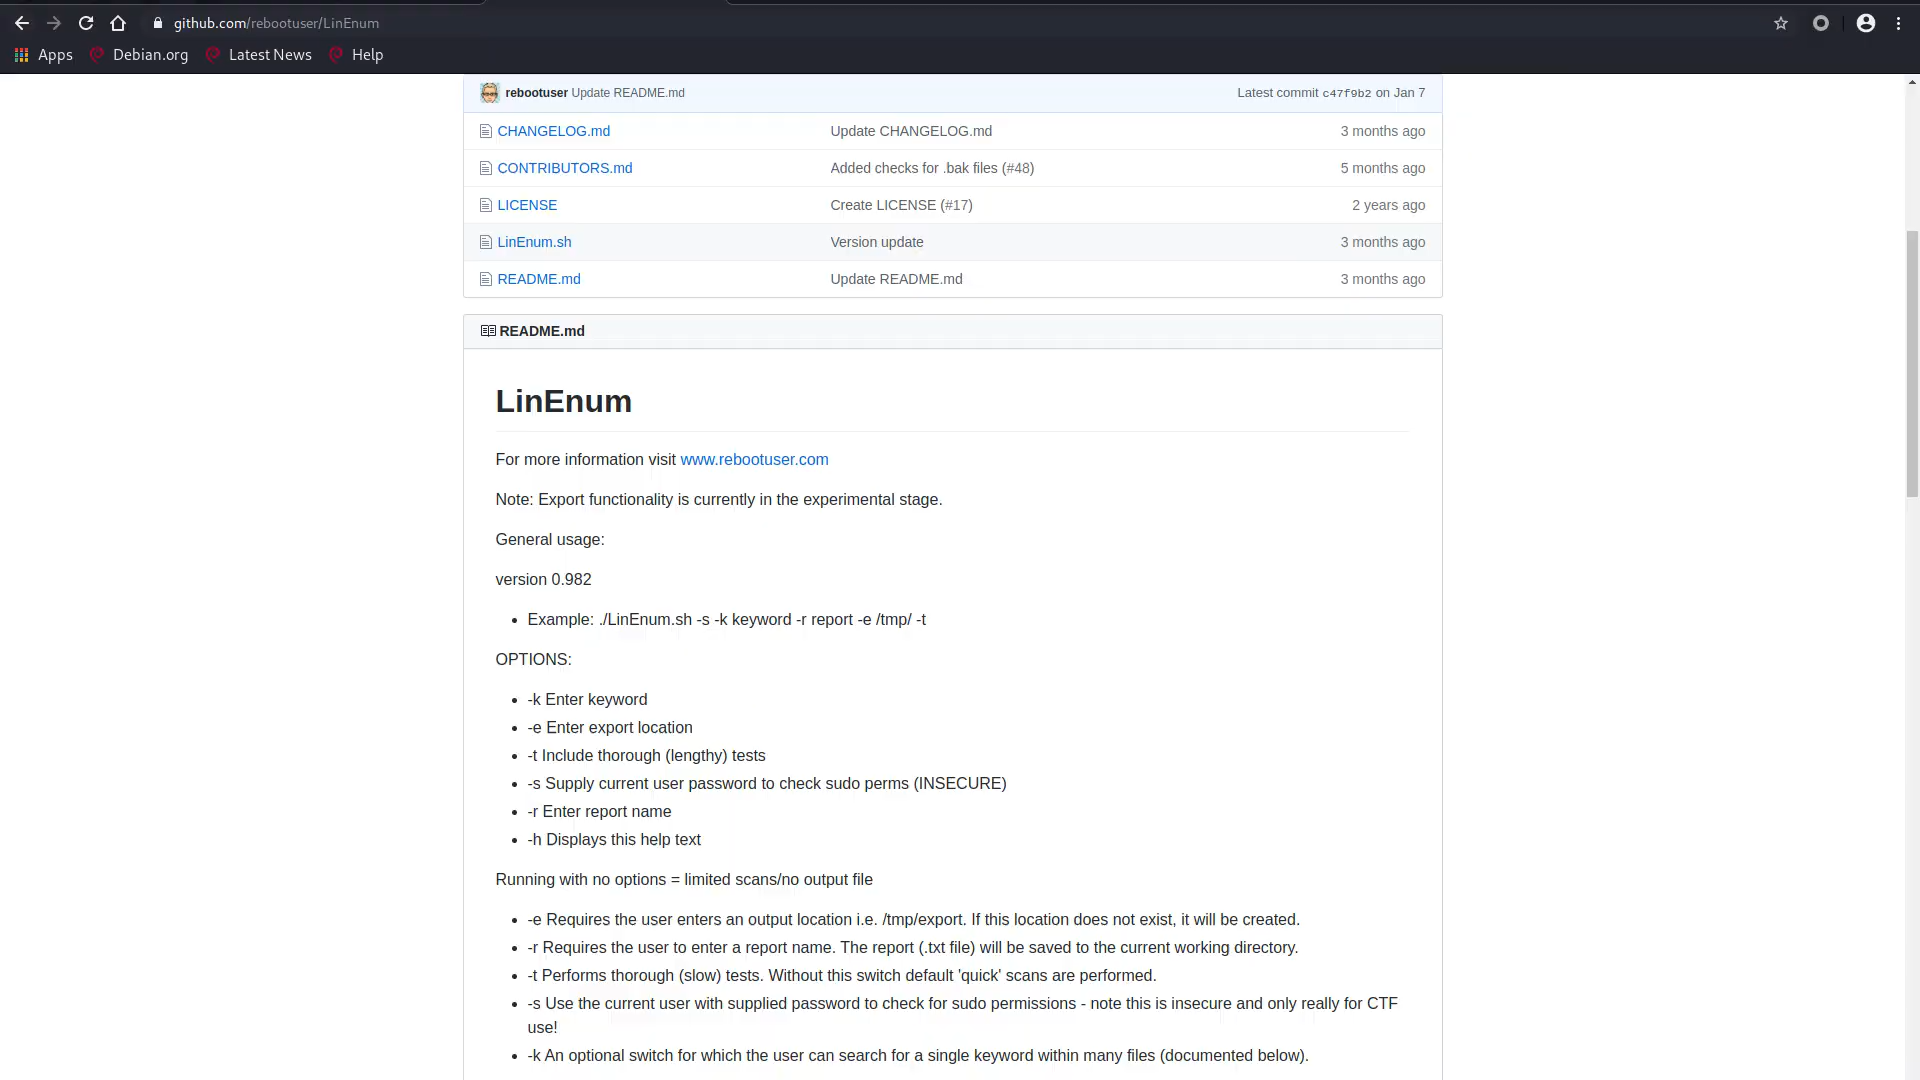 github.com/rebootuser/LinEnum
Apps Debian.org Latest News Help
rebootuser Update README.md Latest commit c47f9b2 on Jan 7
CHANGELOG.md Update CHANGELOG.md 3 months ago
CONTRIBUTORS.md Added checks for .bak files (#48) 5 months ago
LICENSE Create LICENSE (#17) 2 years ago
LinEnum.sh Version update 3 months ago
README.md Update README.md 3 months ago
README.md
LinEnum
For more information visit www.rebootuser.com
Note: Export functionality is currently in the experimental stage.
General usage:
version 0.982
• Example: ./LinEnum.sh -s -k keyword -r report -e /tmp/ -t
OPTIONS:
• -k Enter keyword
• -e Enter export location
• -t Include thorough (lengthy) tests
• -s Supply current user password to check sudo perms (INSECURE)
• -r Enter report name
• -h Displays this help text
Running with no options = limited scans/no output file
• -e Requires the user enters an output location i.e. /tmp/export. If this location does not exist, it will be created.
• -r Requires the user to enter a report name. The report (.txt file) will be saved to the current working directory.
• -t Performs thorough (slow) tests. Without this switch default 'quick' scans are performed.
• -s Use the current user with supplied password to check for sudo permissions - note this is insecure and only really for CTF
use!
• -k An optional switch for which the user can search for a single keyword within many files (documented below).